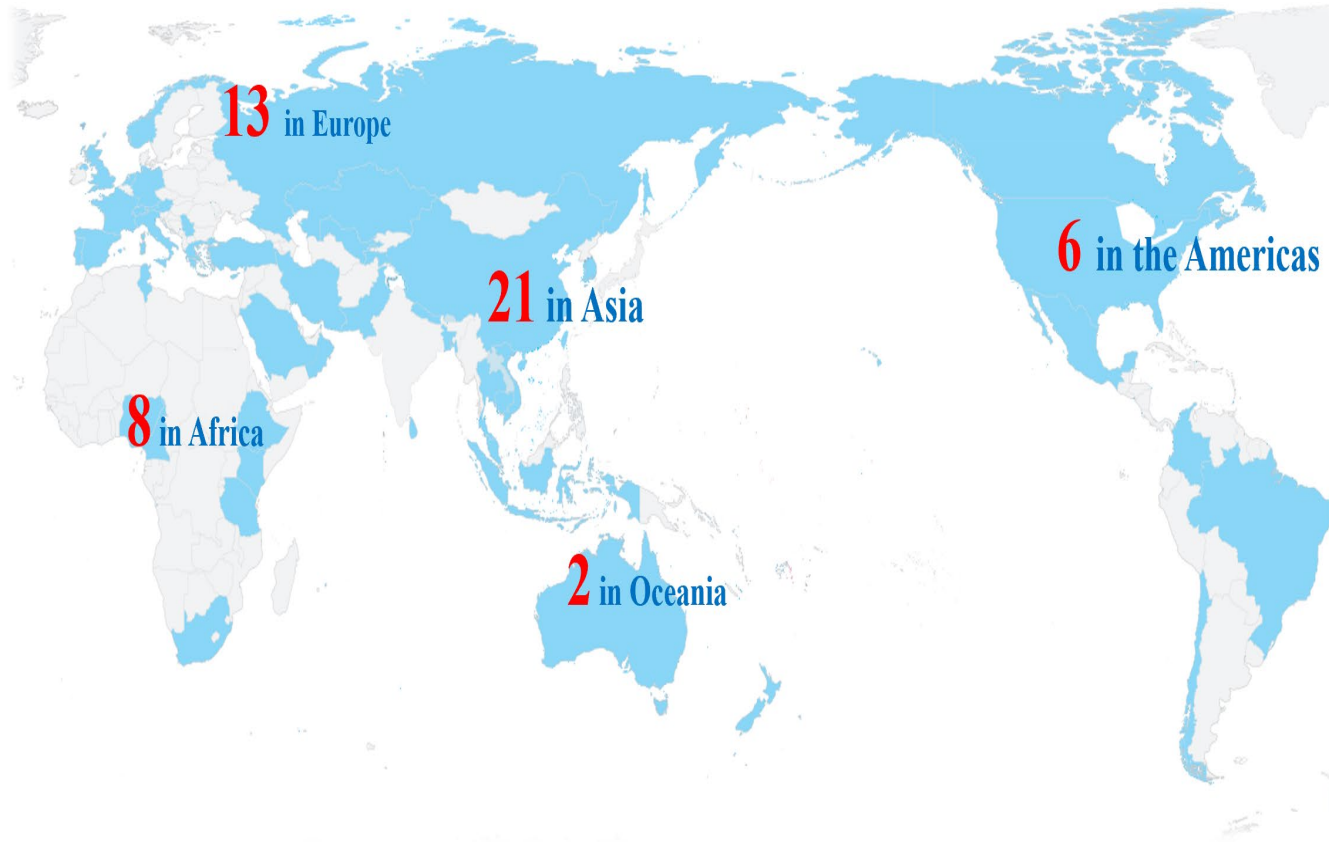 13 in Europe
6 in the Americas
21 in Asia
8 in Africa
2 in Oceania